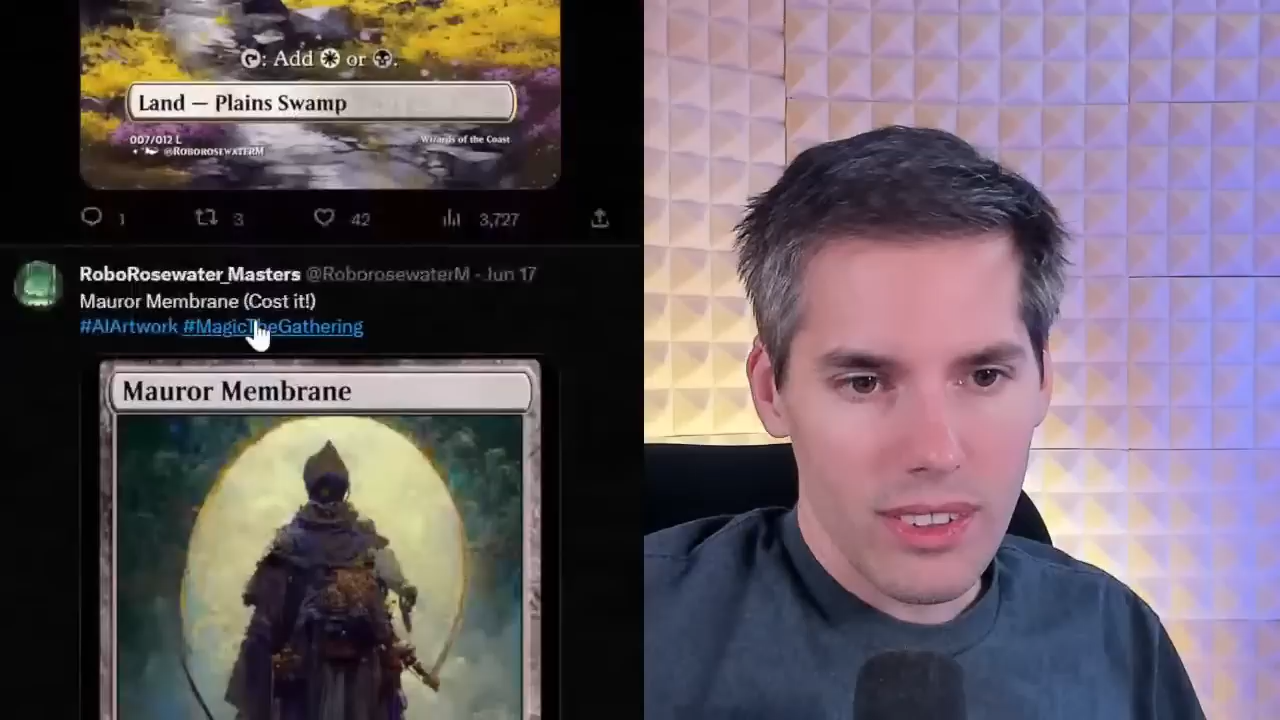 : Add or .
Land — Plains Swamp
007/012 L
Wizards of the Coast
@RoborosewaterM
1 3 42 3,727
RoboRosewater_Masters @RoborosewaterM · Jun 17
Mauror Membrane (Cost it!)
#AIArtwork #MagicTheGathering
Mauror Membrane